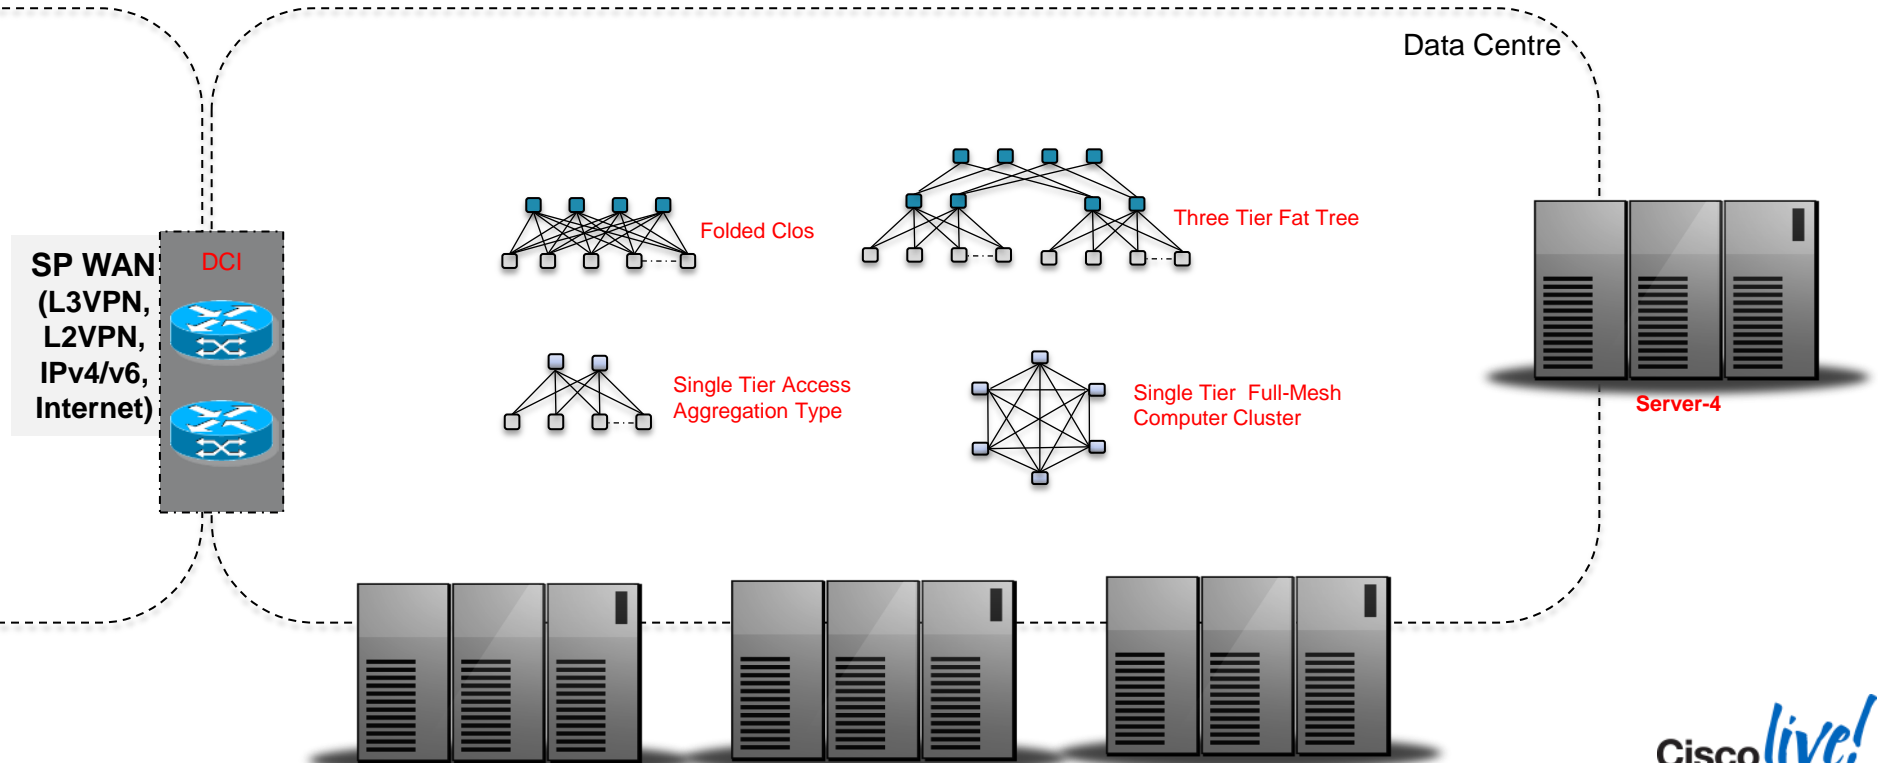 Data Centre
SP WAN
(L3VPN,
L2VPN,
IPv4/v6,
Internet)
DCI
Folded Clos
Three Tier Fat Tree
Single Tier Access
Aggregation Type
Single Tier Full-Mesh
Computer Cluster
Server-4
Cisco live!